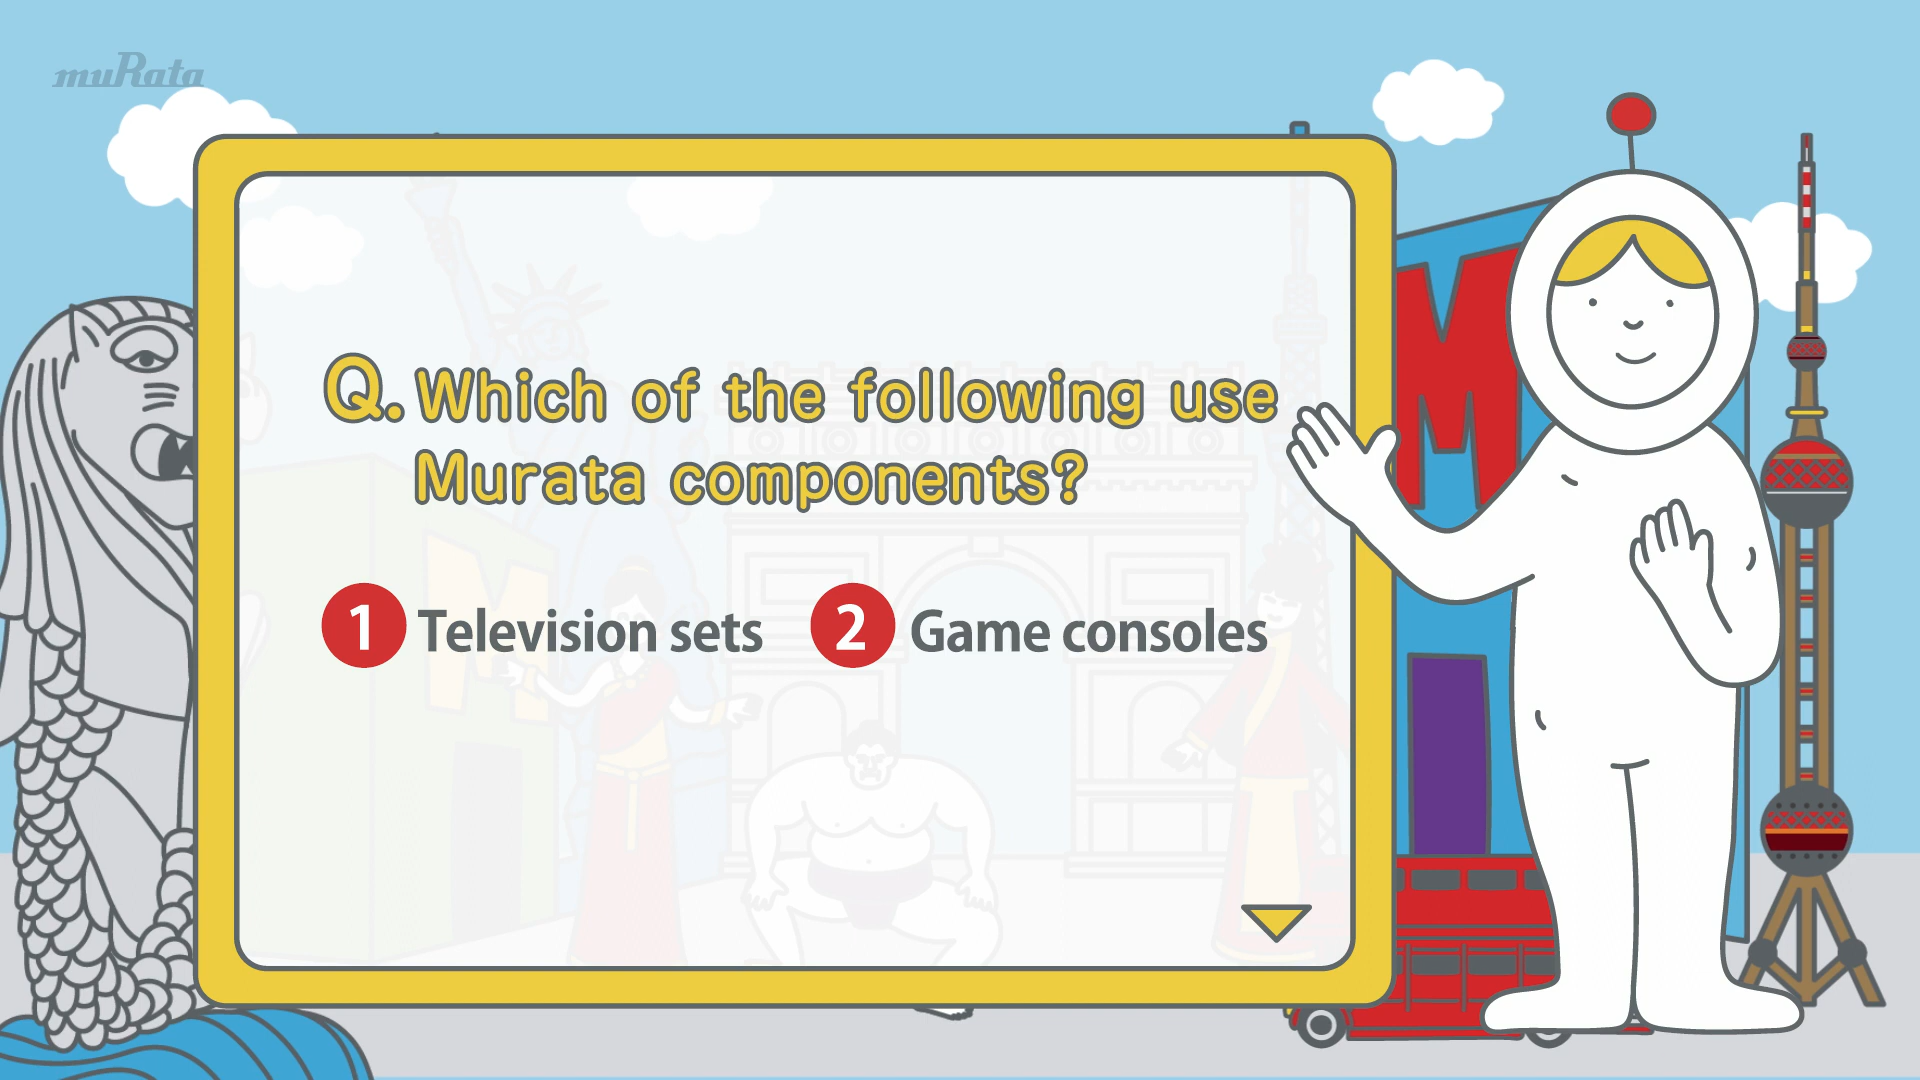 muRata
Q. Which of the following use
Murata components?
1 Television sets 2 Game consoles
M
M